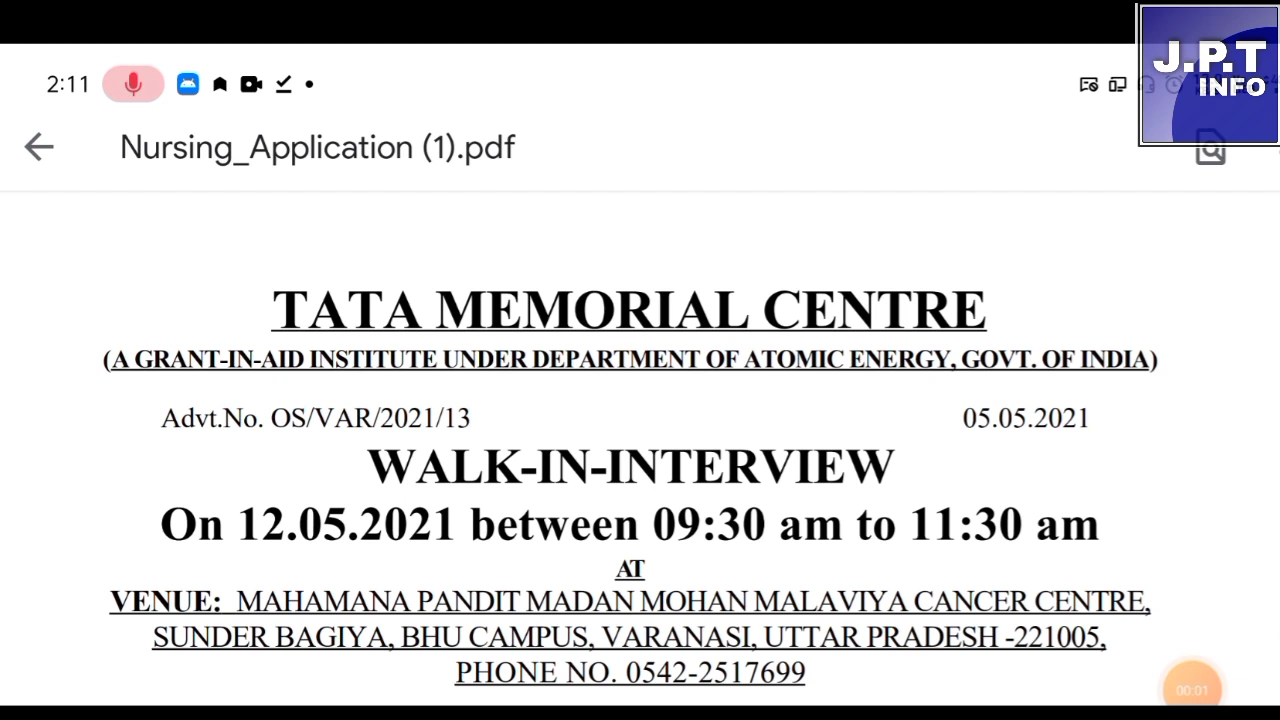 J.P.T
INFO
2:11
Nursing_Application (1).pdf
TATA MEMORIAL CENTRE
(A GRANT-IN-AID INSTITUTE UNDER DEPARTMENT OF ATOMIC ENERGY, GOVT. OF INDIA)
Advt.No. OS/VAR/2021/13 05.05.2021
WALK-IN-INTERVIEW
On 12.05.2021 between 09:30 am to 11:30 am
AT
VENUE: MAHAMANA PANDIT MADAN MOHAN MALAVIYA CANCER CENTRE,
SUNDER BAGIYA, BHU CAMPUS, VARANASI, UTTAR PRADESH -221005,
PHONE NO. 0542-2517699
00:01